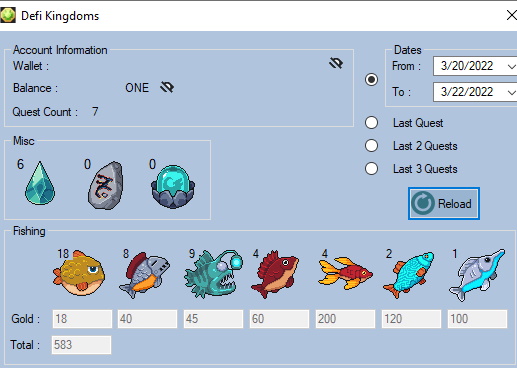 Defi Kingdoms
Account Information
Wallet :
Balance : ONE
Quest Count : 7
Dates
From : 3/20/2022
To : 3/22/2022
Last Quest
Last 2 Quests
Last 3 Quests
Reload
Misc
6 0 0
Fishing
18 8 9 4 4 2 1
Gold : 18 40 45 60 200 120 100
Total : 583